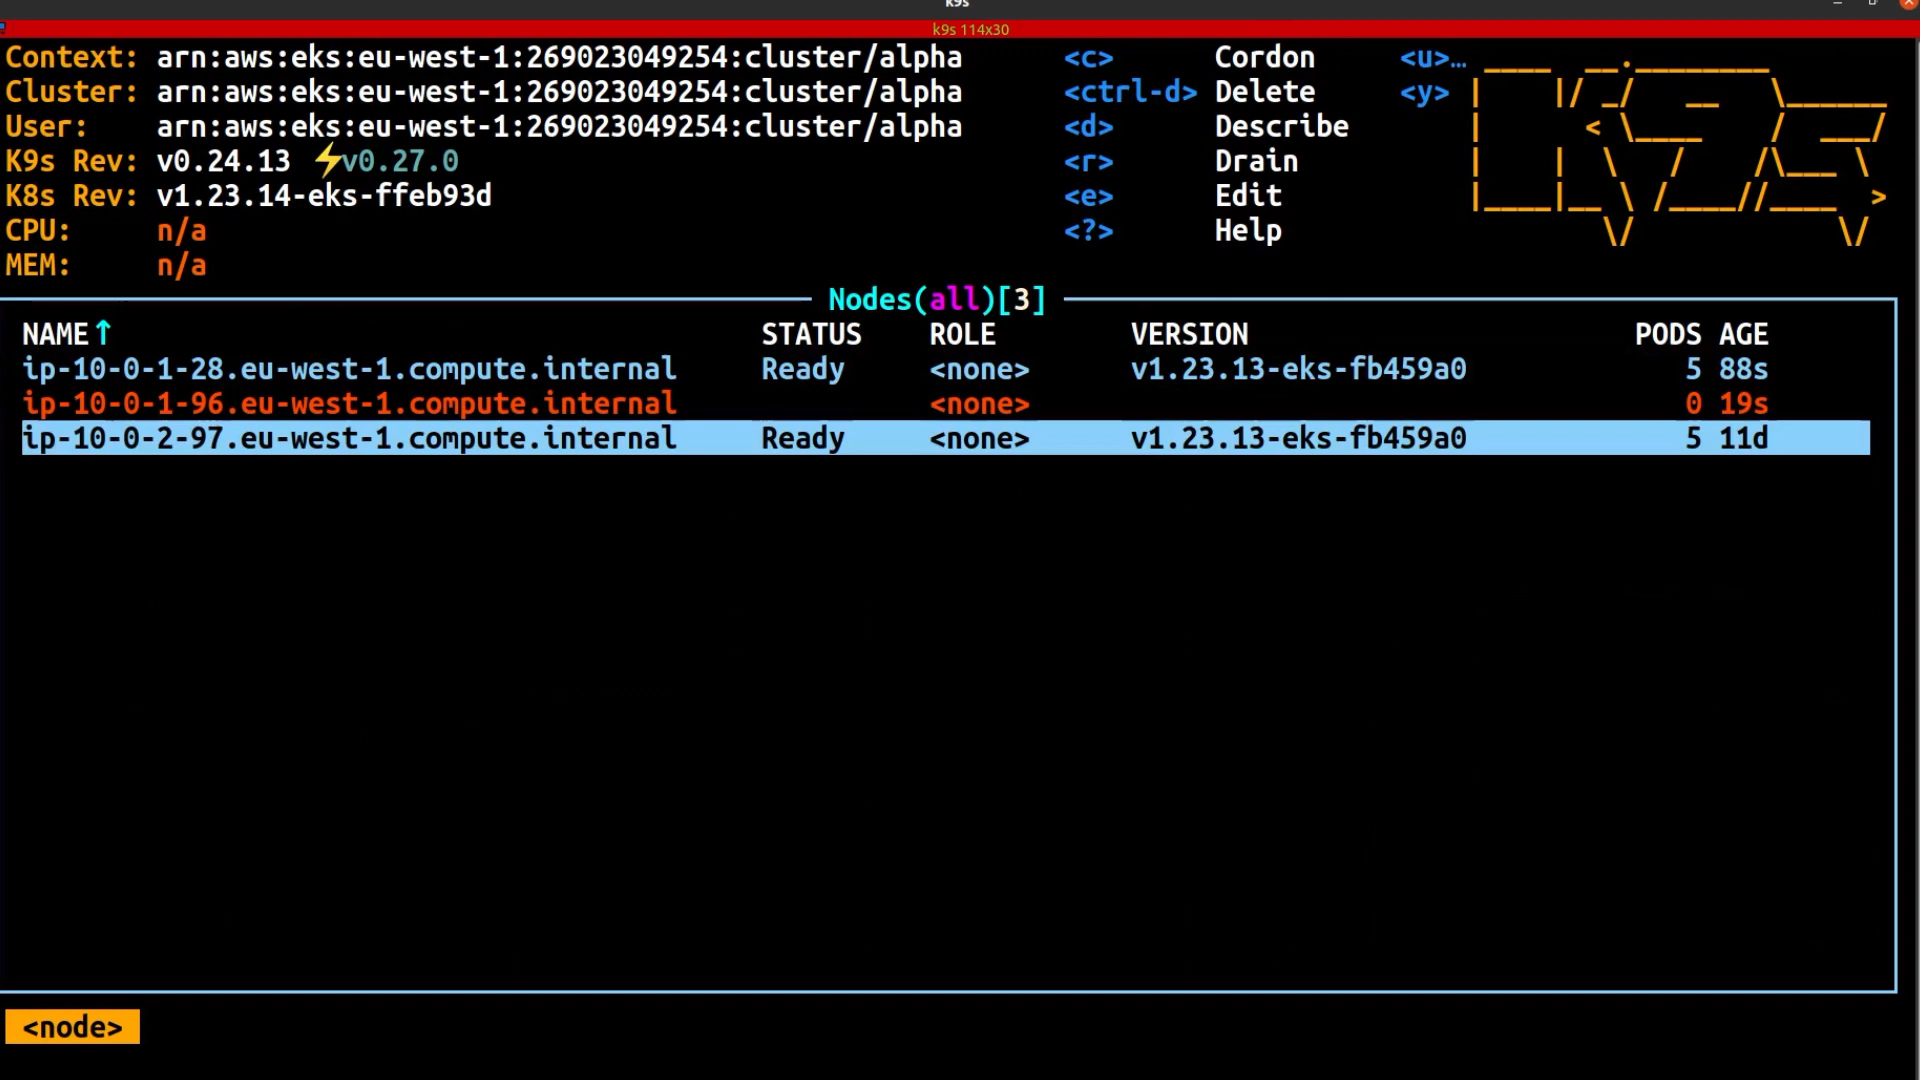 k9s
k9s 114x30
Context: arn:aws:eks:eu-west-1:269023049254:cluster/alpha <c> Cordon <u>…
Cluster: arn:aws:eks:eu-west-1:269023049254:cluster/alpha <ctrl-d> Delete <y>
User: arn:aws:eks:eu-west-1:269023049254:cluster/alpha <d> Describe
K9s Rev: v0.24.13 ⚡v0.27.0 <r> Drain
K8s Rev: v1.23.14-eks-ffeb93d <e> Edit
CPU: n/a <?> Help
MEM: n/a
Nodes(all)[3]
NAME↑ STATUS ROLE VERSION PODS AGE
ip-10-0-1-28.eu-west-1.compute.internal Ready <none> v1.23.13-eks-fb459a0 5 88s
ip-10-0-1-96.eu-west-1.compute.internal <none> 0 19s
ip-10-0-2-97.eu-west-1.compute.internal Ready <none> v1.23.13-eks-fb459a0 5 11d
<node>